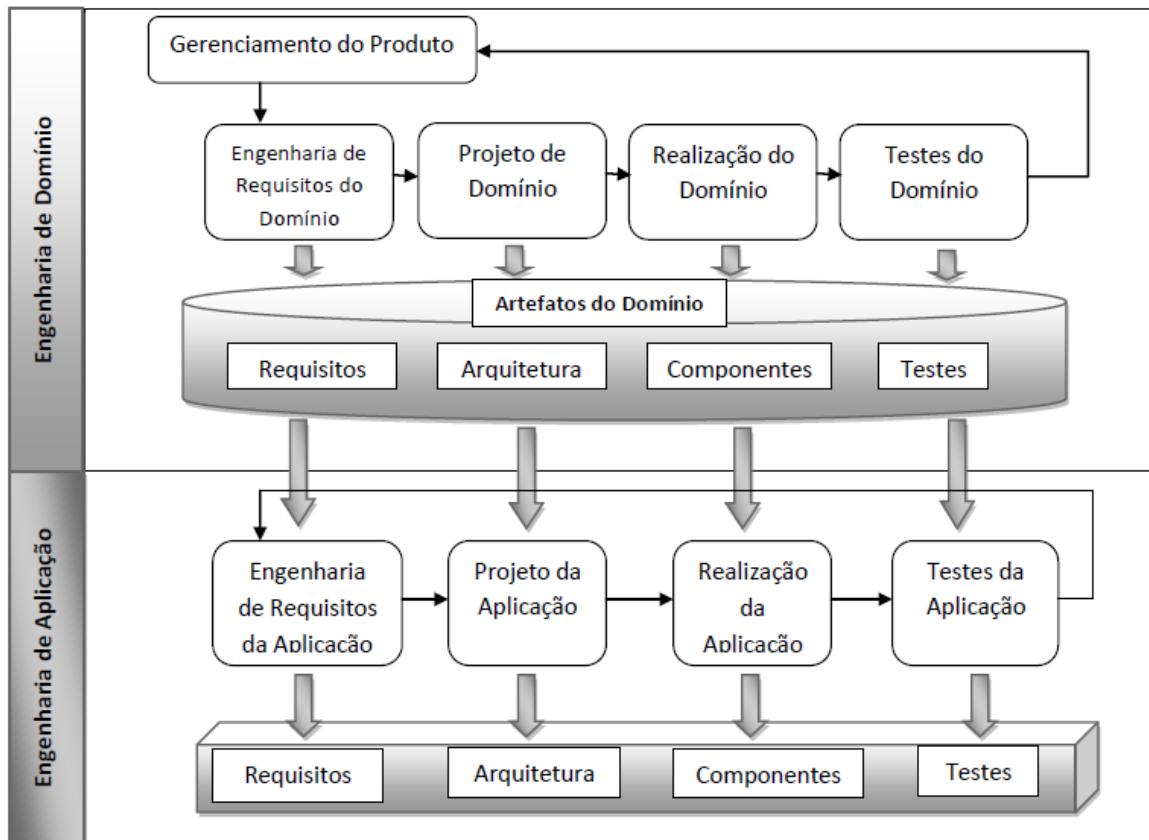 Engenharia de Domínio
Gerenciamento do Produto
Engenharia de
Requisitos do
Domínio
Projeto de
Domínio
Realização do
Domínio
Testes do
Domínio
Artefatos do Domínio
Requisitos
Arquitetura
Componentes
Testes
Engenharia de Aplicação
Engenharia
de Requisitos
da Aplicação
Projeto da
Aplicação
Realização
da
Aplicação
Testes da
Aplicação
Requisitos
Arquitetura
Componentes
Testes